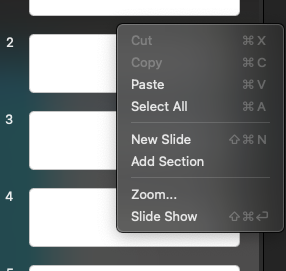 2
Cut ⌘ X
Copy ⌘ C
Paste ⌘ V
Select All ⌘ A
3
New Slide ⇧ ⌘ N
Add Section
4
Zoom...
Slide Show ⇧ ⌘ ↩